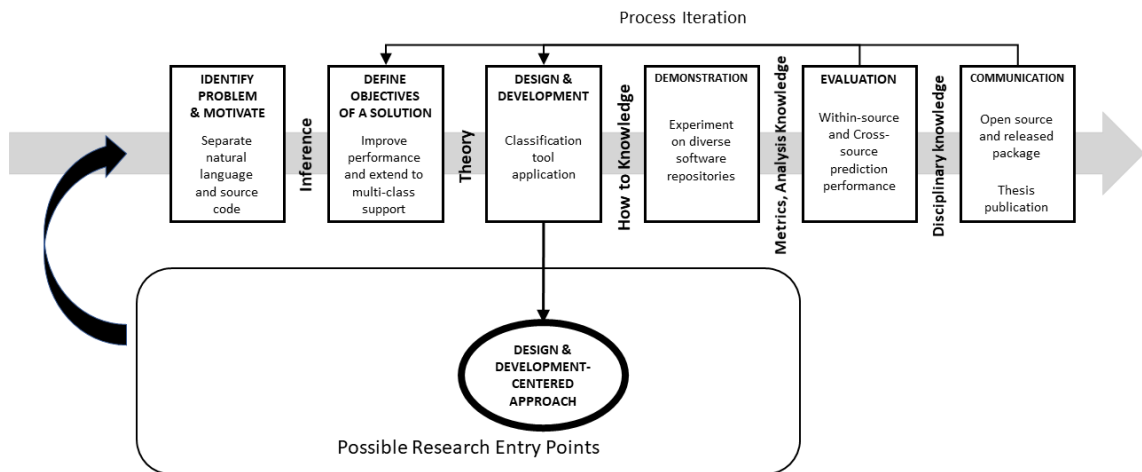 Process Iteration
IDENTIFY
PROBLEM
& MOTIVATE
Separate
natural
language
and source
code
Inference
DEFINE
OBJECTIVES
OF A SOLUTION
Improve
performance
and extend to
multi-class
support
Theory
DESIGN &
DEVELOPMENT
Classification
tool
application
How to Knowledge
DEMONSTRATION
Experiment
on diverse
software
repositories
Metrics, Analysis Knowledge
EVALUATION
Within-source
and Cross-
source
prediction
performance
Disciplinary knowledge
COMMUNICATION
Open source
and released
package
Thesis
publication
DESIGN &
DEVELOPMENT-
CENTERED
APPROACH
Possible Research Entry Points